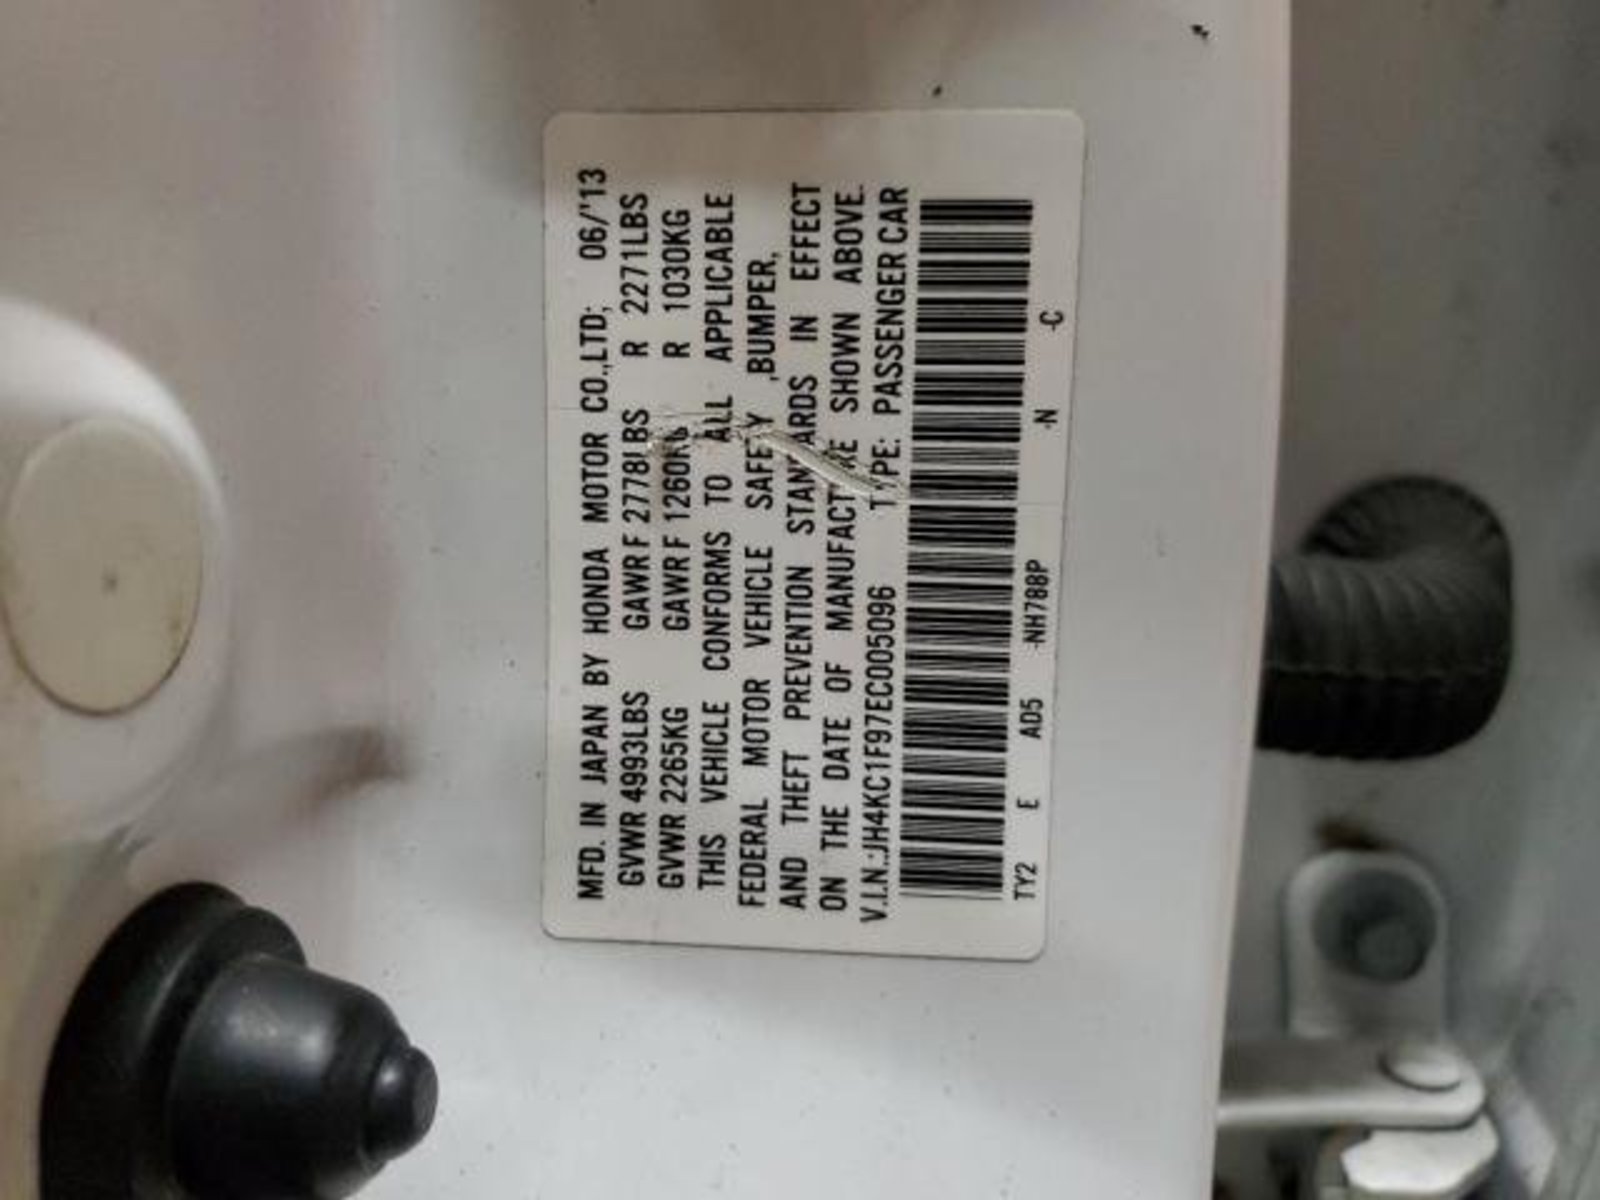 MFD. IN JAPAN BY HONDA MOTOR CO.,LTD; 06/'13
GVWR 4993LBS GAWR F 2778LBS R 2271LBS
GVWR 2265KG GAWR F 1260KG R 1030KG
THIS VEHICLE CONFORMS TO ALL APPLICABLE
FEDERAL MOTOR VEHICLE SAFETY ,BUMPER,
AND THEFT PREVENTION STANDARDS IN EFFECT
ON THE DATE OF MANUFACTURE SHOWN ABOVE.
V.I.N.:JH4KC1F97EC005096 TYPE: PASSENGER CAR
TY2 E AD5 -NH788P -N -C